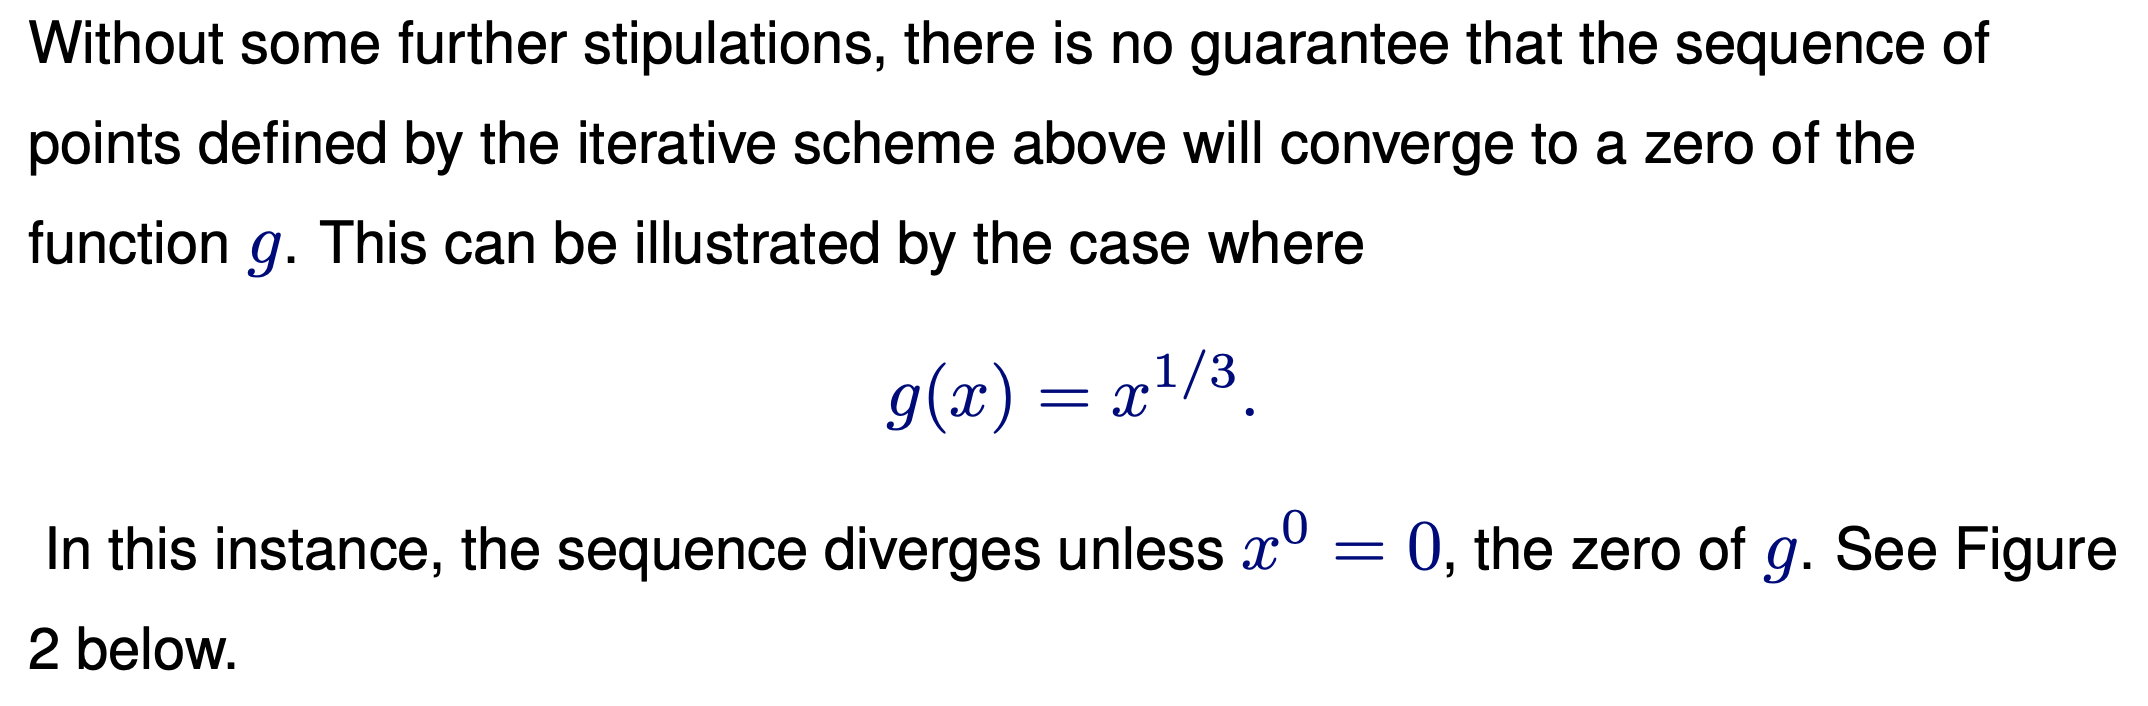 Without some further stipulations, there is no guarantee that the sequence of
points defined by the iterative scheme above will converge to a zero of the
function g. This can be illustrated by the case where
g(x) = x^{1/3}.
In this instance, the sequence diverges unless x^0 = 0, the zero of g. See Figure
2 below.